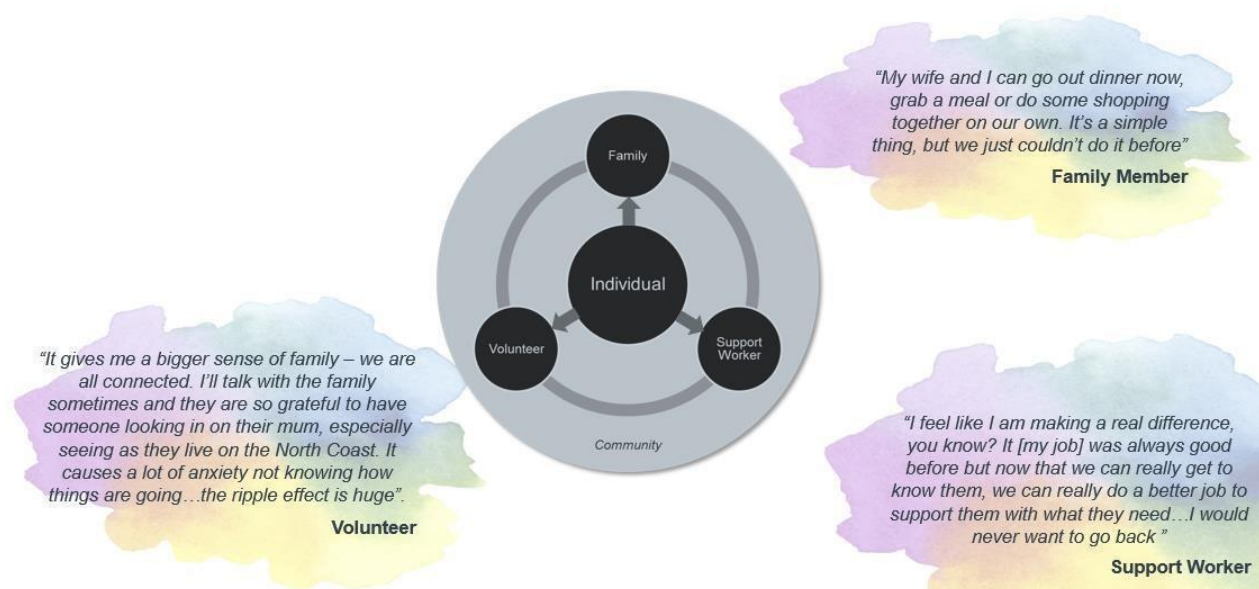 “My wife and I can go out dinner now,
grab a meal or do some shopping
together on our own. It’s a simple
thing, but we just couldn’t do it before”
Family Member
Family
Individual
Volunteer
Support
Worker
Community
“It gives me a bigger sense of family – we are
all connected. I’ll talk with the family
sometimes and they are so grateful to have
someone looking in on their mum, especially
seeing as they live on the North Coast. It
causes a lot of anxiety not knowing how
things are going…the ripple effect is huge”.
Volunteer
“I feel like I am making a real difference,
you know? It [my job] was always good
before but now that we can really get to
know them, we can really do a better job to
support them with what they need…I would
never want to go back ”
Support Worker